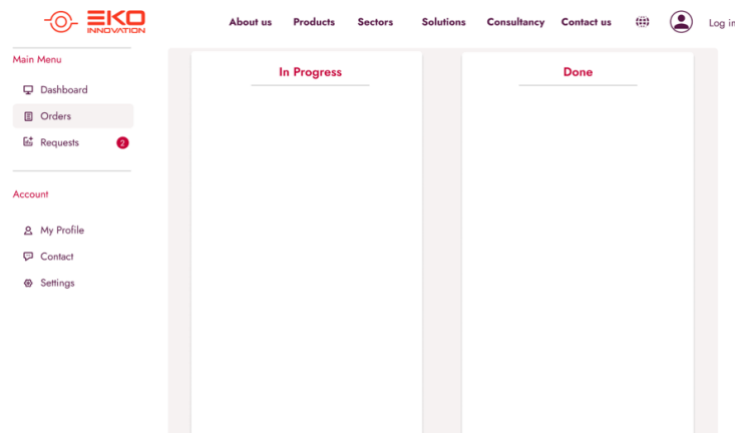 EKO
INNOVATION
About us
Products
Sectors
Solutions
Consultancy
Contact us
Log in
Main Menu
Dashboard
Orders
Requests
2
Account
My Profile
Contact
Settings
In Progress
Done